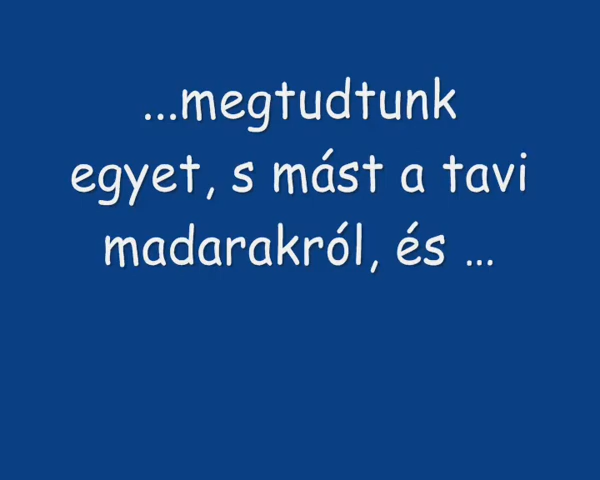 ...megtudtunk
egyet, s mást a tavi
madarakról, és ...